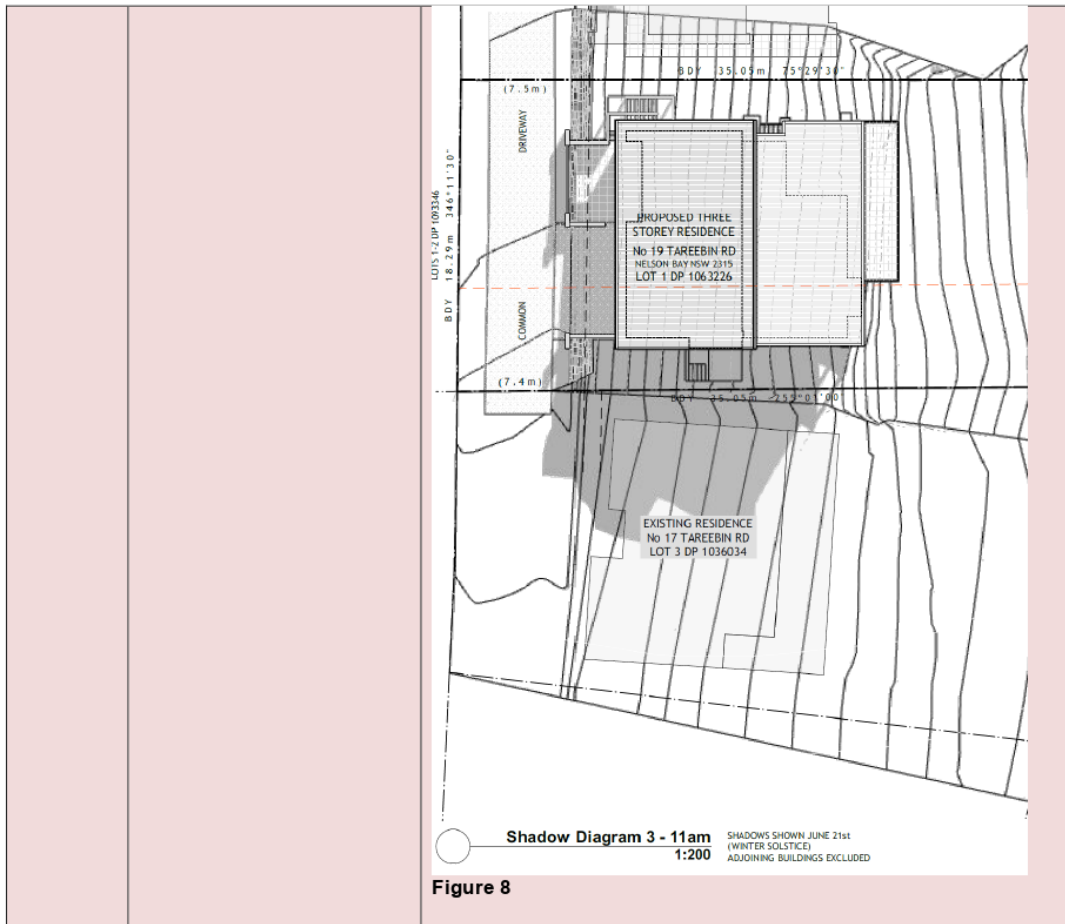 BDY 35.05m 75°29'30"
(7.5m)
DRIVEWAY
LOTS 1-2 DP 1093346
BDY 18.29m 346°11'30"
PROPOSED THREE
STOREY RESIDENCE
No 19 TAREEBIN RD
NELSON BAY NSW 2315
LOT 1 DP 1063226
COMMON
(7.4m)
BDY 35.05m 255°01'00"
EXISTING RESIDENCE
No 17 TAREEBIN RD
LOT 3 DP 1036034
Shadow Diagram 3 - 11am
1:200
SHADOWS SHOWN JUNE 21st
(WINTER SOLSTICE)
ADJOINING BUILDINGS EXCLUDED
Figure 8